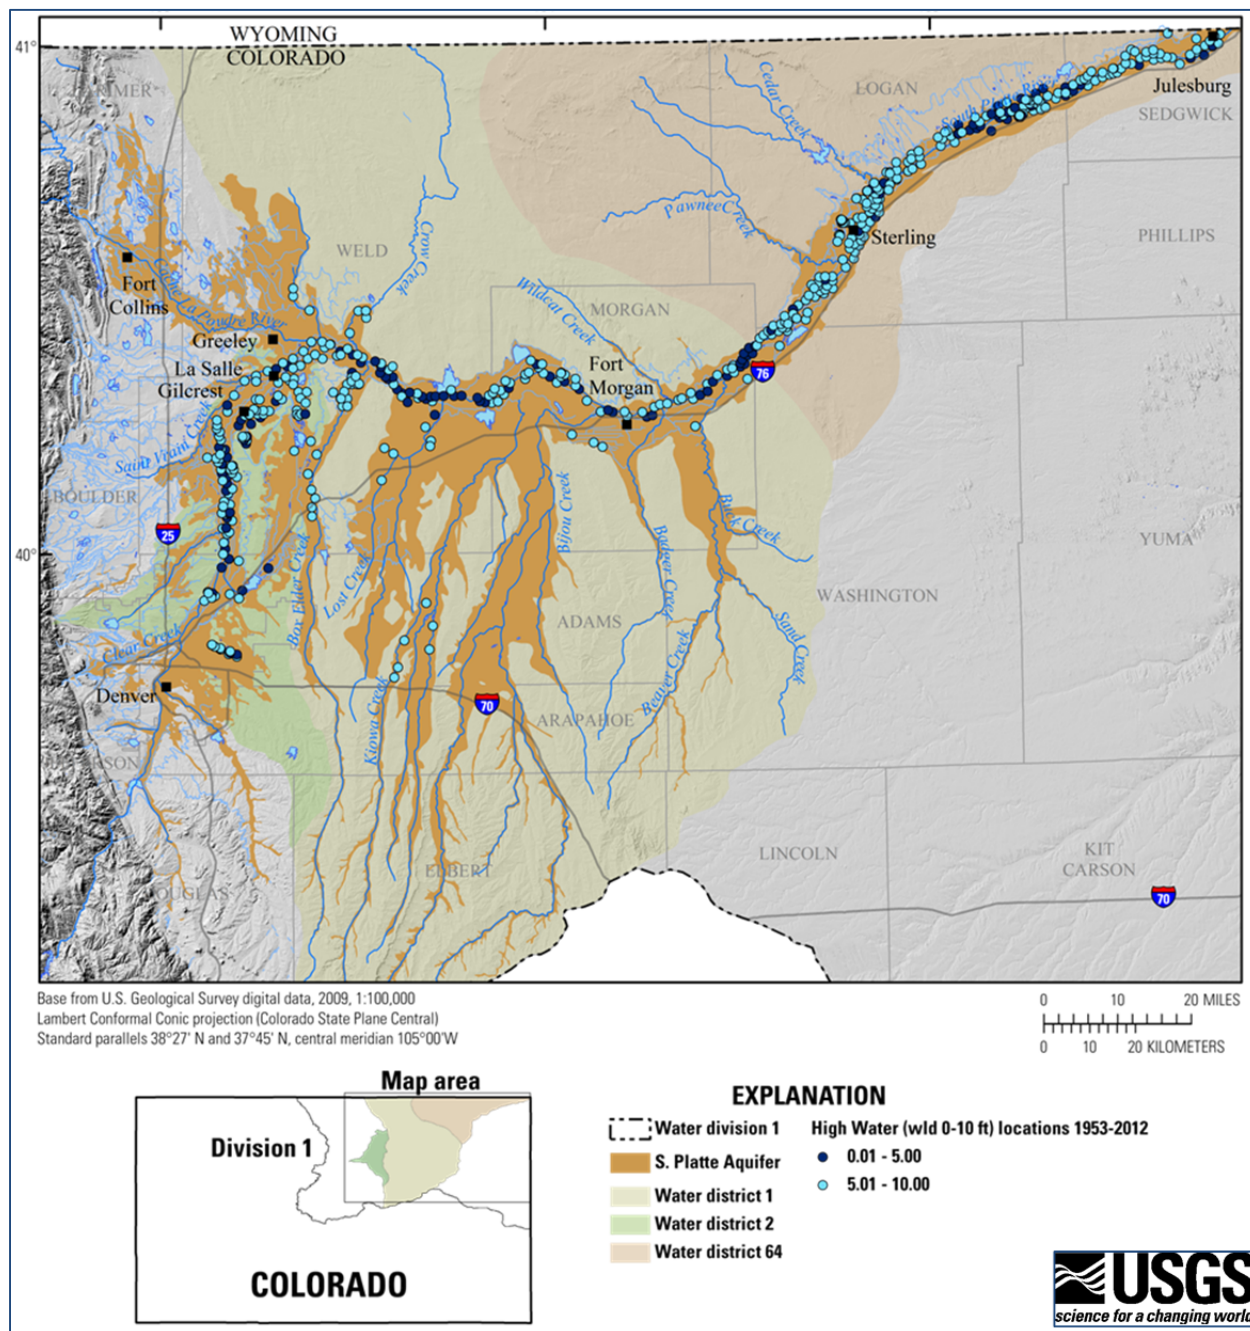 WYOMING
COLORADO
41°
LARIMER
LOGAN
Cedar Creek
South Platte River
Julesburg
SEDGWICK
Pawnee Creek
Sterling
PHILLIPS
WELD
Crow Creek
Fort
Collins
Cache La Poudre River
Wildcat Creek
MORGAN
Greeley
La Salle
Gilcrest
Fort
Morgan
76
Saint Vrain Creek
BOULDER
25
40°
Bijou Creek
Badger Creek
Buck Creek
YUMA
Box Elder Creek
Lost Creek
ADAMS
WASHINGTON
Clear Creek
Sand Creek
Beaver Creek
Denver
Kiowa Creek
70
ARAPAHOE
ERSON
LINCOLN
KIT
CARSON
ELBERT
DOUGLAS
70
Base from U.S. Geological Survey digital data, 2009, 1:100,000
Lambert Conformal Conic projection (Colorado State Plane Central)
Standard parallels 38°27' N and 37°45' N, central meridian 105°00'W
0 10 20 MILES
0 10 20 KILOMETERS
Map area
Division 1
COLORADO
EXPLANATION
Water division 1
S. Platte Aquifer
Water district 1
Water district 2
Water district 64
High Water (wld 0-10 ft) locations 1953-2012
0.01 - 5.00
5.01 - 10.00
USGS
science for a changing world